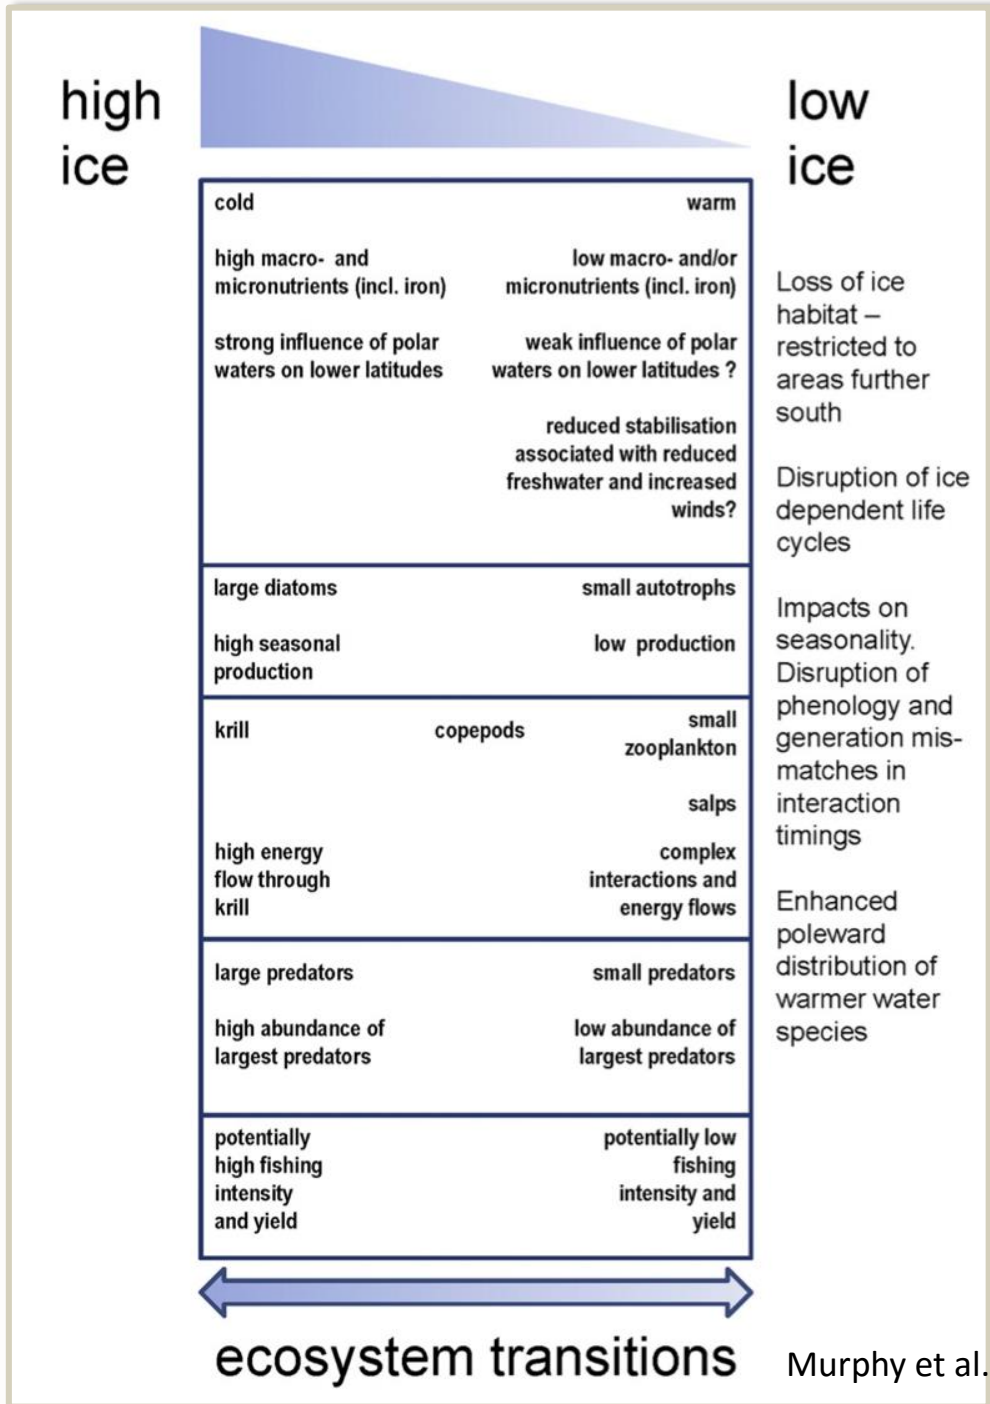 high
ice
low
ice
cold
warm
high macro- and
micronutrients (incl. iron)
low macro- and/or
micronutrients (incl. iron)
strong influence of polar
waters on lower latitudes
weak influence of polar
waters on lower latitudes ?
reduced stabilisation
associated with reduced
freshwater and increased
winds?
large diatoms
small autotrophs
high seasonal
production
low production
krill
copepods
small
zooplankton
salps
high energy
flow through
krill
complex
interactions and
energy flows
large predators
small predators
high abundance of
largest predators
low abundance of
largest predators
potentially
high fishing
intensity
and yield
potentially low
fishing
intensity and
yield
Loss of ice
habitat –
restricted to
areas further
south
Disruption of ice
dependent life
cycles
Impacts on
seasonality.
Disruption of
phenology and
generation mis-
matches in
interaction
timings
Enhanced
poleward
distribution of
warmer water
species
ecosystem transitions
Murphy et al.